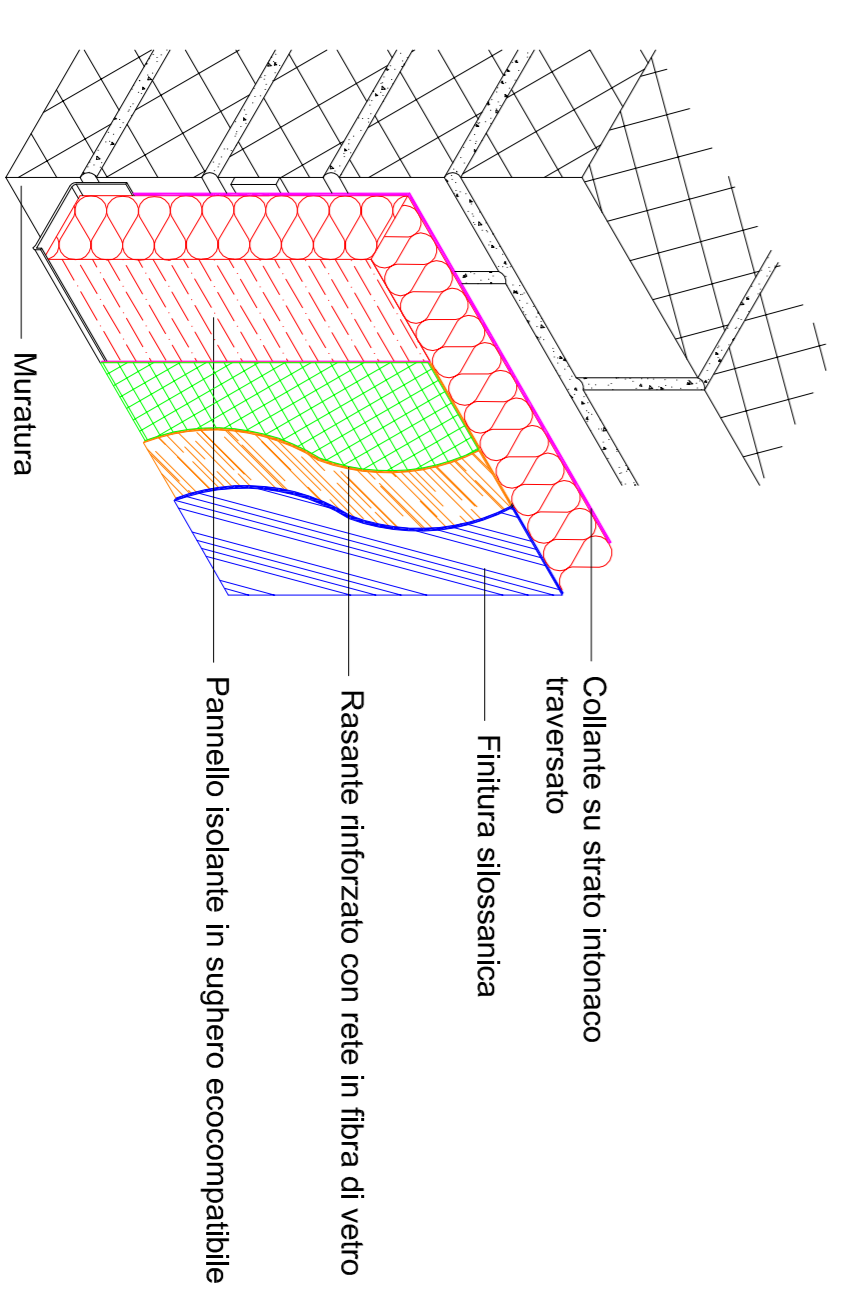 Collante su strato intonaco
traversato
Finitura silossanica
Rasante rinforzato con rete in fibra di vetro
Pannello isolante in sughero ecocompatibile
Muratura